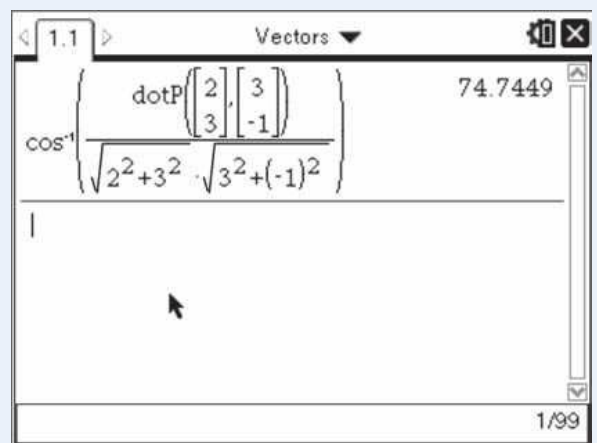 1.1 Vectors
cos⁻¹(dotP([2 3],[3 -1])/(√(2²+3²)·√(3²+(-1)²))) 74.7449
1/99